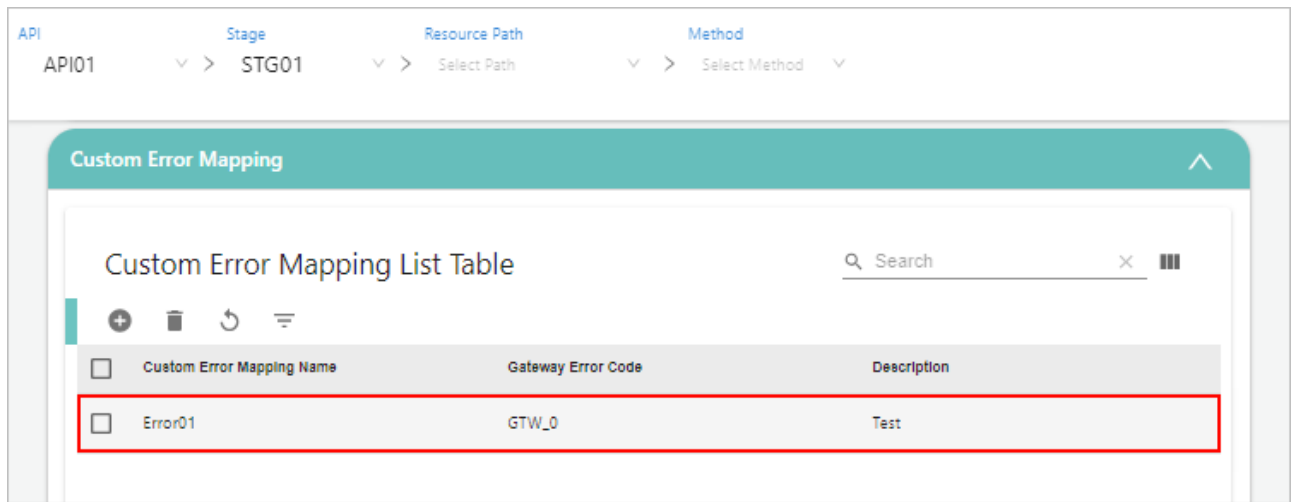 API Stage Resource Path Method
API01 > STG01 > Select Path > Select Method
Custom Error Mapping
Custom Error Mapping List Table
Search
Custom Error Mapping Name Gateway Error Code Description
Error01 GTW_0 Test